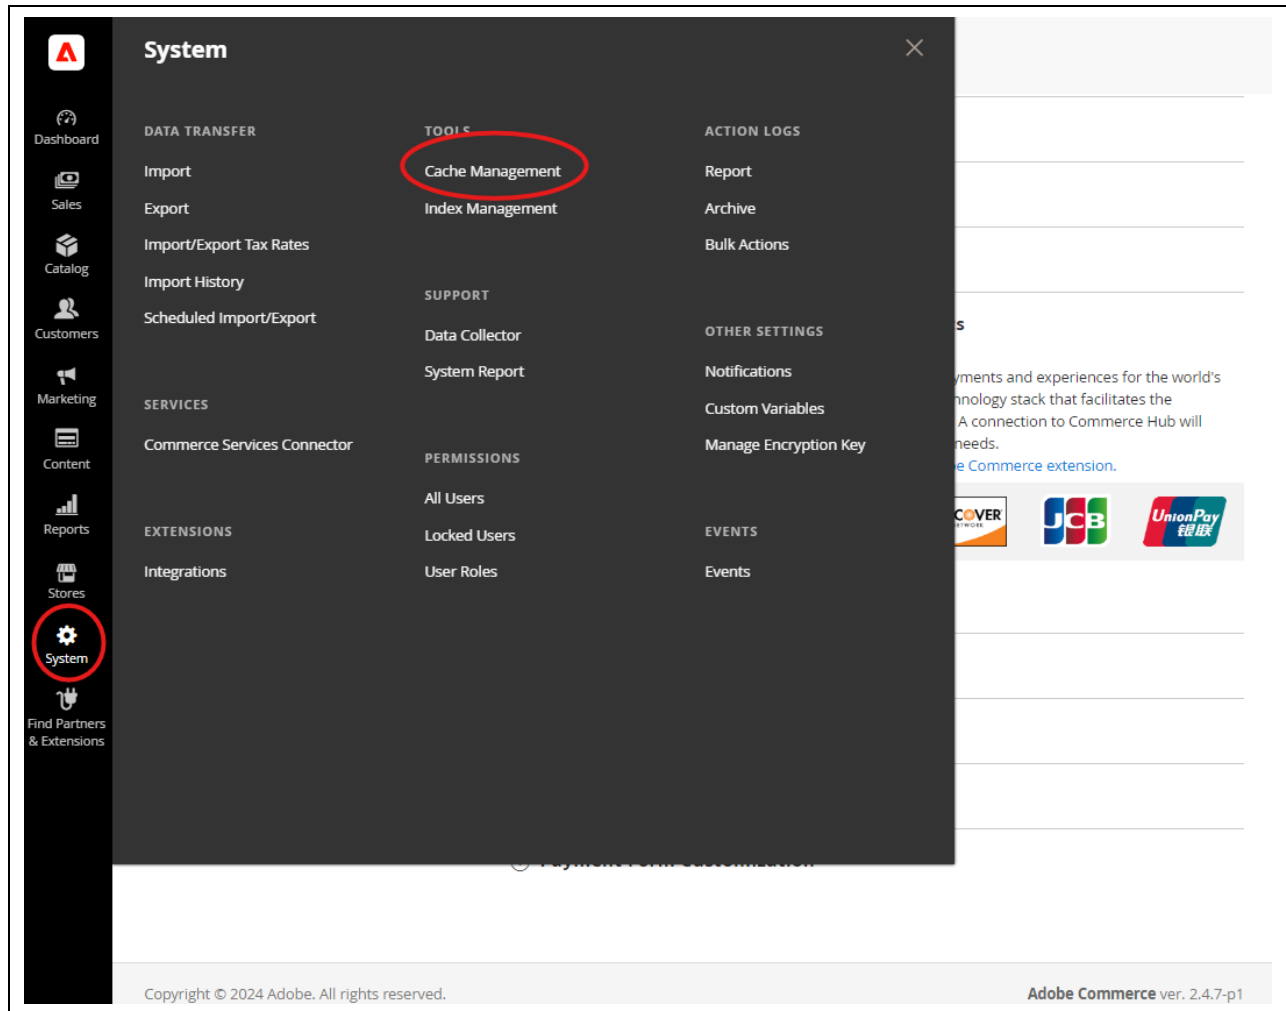 System
Dashboard
Sales
Catalog
Customers
Marketing
Content
Reports
Stores
System
Find Partners
& Extensions
DATA TRANSFER
Import
Export
Import/Export Tax Rates
Import History
Scheduled Import/Export
SERVICES
Commerce Services Connector
EXTENSIONS
Integrations
TOOLS
Cache Management
Index Management
SUPPORT
Data Collector
System Report
PERMISSIONS
All Users
Locked Users
User Roles
ACTION LOGS
Report
Archive
Bulk Actions
OTHER SETTINGS
Notifications
Custom Variables
Manage Encryption Key
EVENTS
Events
s
yments and experiences for the world's
hnology stack that facilitates the
A connection to Commerce Hub will
needs.
e Commerce extension.
COVER
JCB
UnionPay
银联
Payment Form Customization
Copyright © 2024 Adobe. All rights reserved.
Adobe Commerce ver. 2.4.7-p1